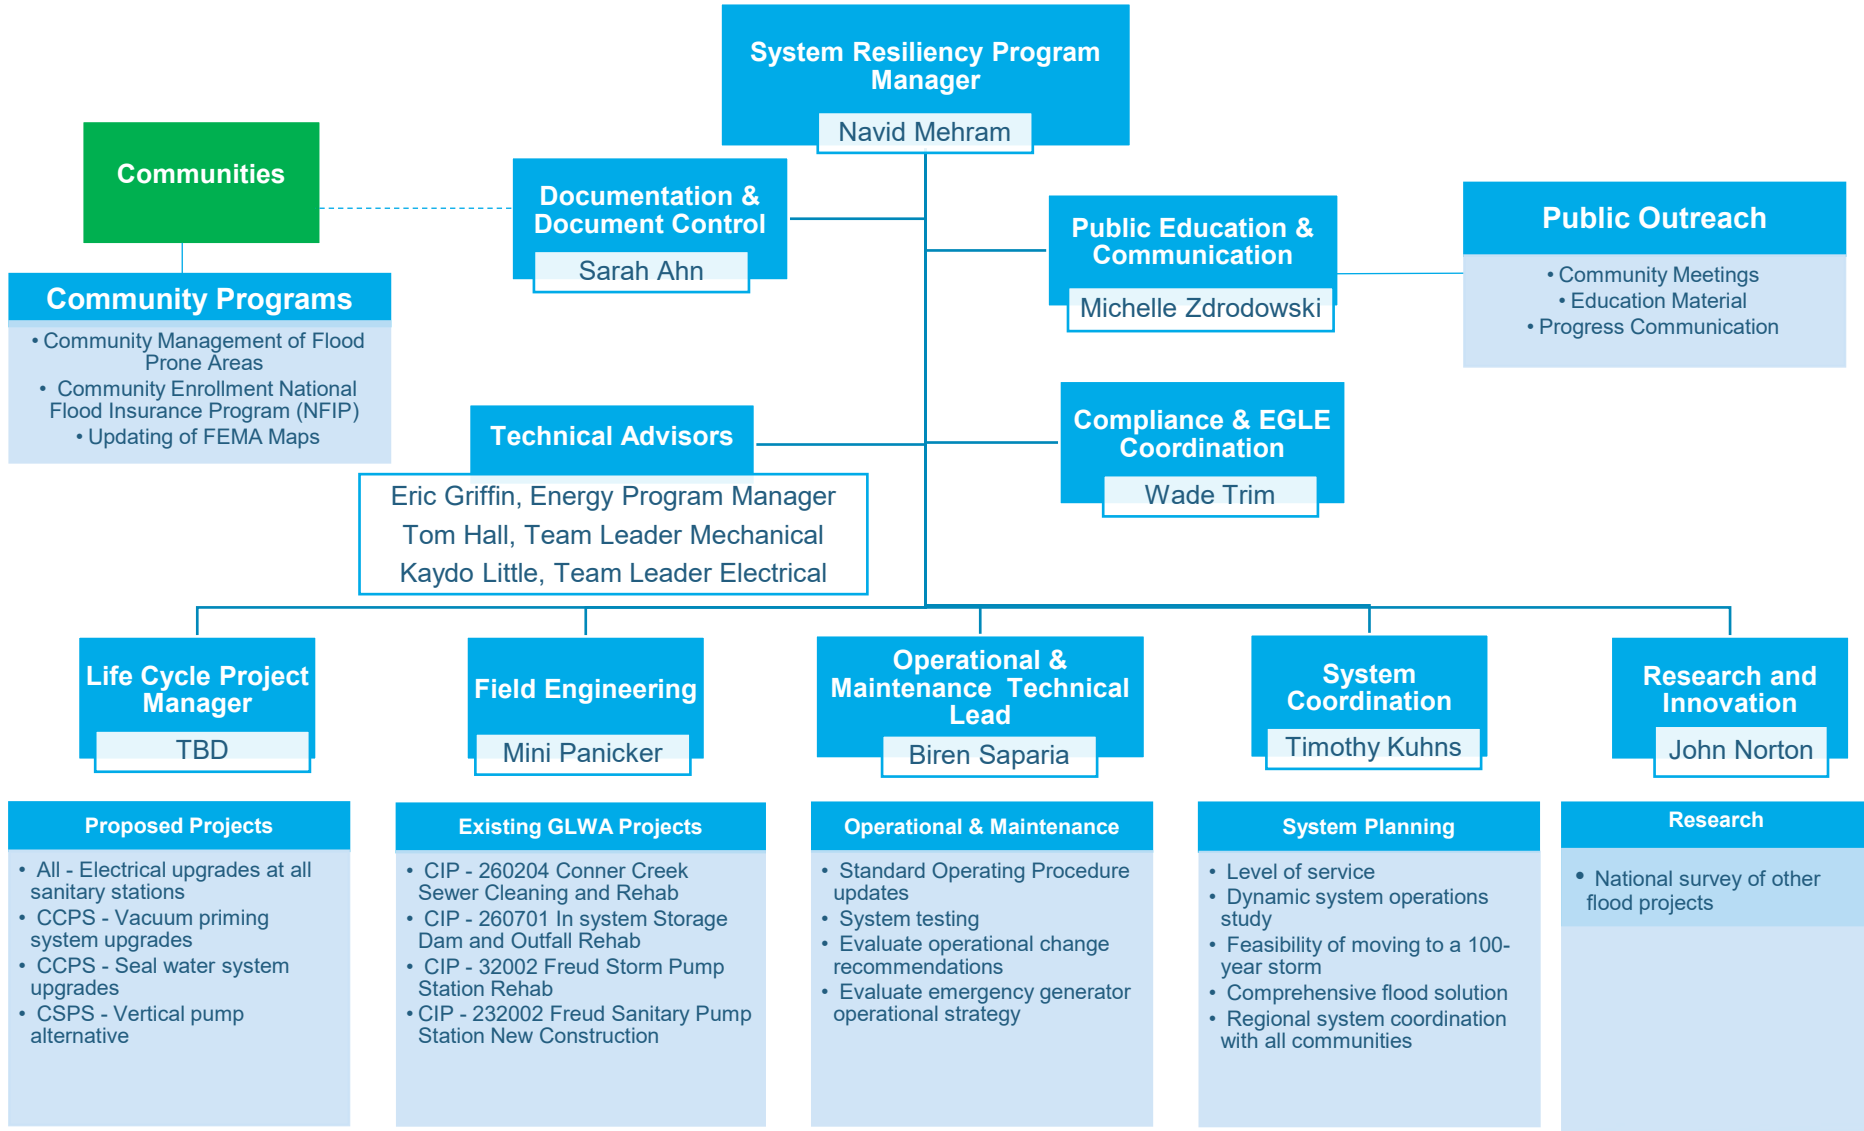 System Resiliency Program
Manager
Navid Mehram
Communities
Documentation &
Document Control
Sarah Ahn
Public Education &
Communication
Michelle Zdrodowski
Public Outreach
• Community Meetings
• Education Material
• Progress Communication
Community Programs
• Community Management of Flood
Prone Areas
• Community Enrollment National
Flood Insurance Program (NFIP)
• Updating of FEMA Maps
Technical Advisors
Eric Griffin, Energy Program Manager
Tom Hall, Team Leader Mechanical
Kaydo Little, Team Leader Electrical
Compliance & EGLE
Coordination
Wade Trim
Life Cycle Project
Manager
TBD
Field Engineering
Mini Panicker
Operational &
Maintenance Technical
Lead
Biren Saparia
System
Coordination
Timothy Kuhns
Research and
Innovation
John Norton
Proposed Projects
• All - Electrical upgrades at all
sanitary stations
• CCPS - Vacuum priming
system upgrades
• CCPS - Seal water system
upgrades
• CSPS - Vertical pump
alternative
Existing GLWA Projects
• CIP - 260204 Conner Creek
Sewer Cleaning and Rehab
• CIP - 260701 In system Storage
Dam and Outfall Rehab
• CIP - 32002 Freud Storm Pump
Station Rehab
• CIP - 232002 Freud Sanitary Pump
Station New Construction
Operational & Maintenance
• Standard Operating Procedure
updates
• System testing
• Evaluate operational change
recommendations
• Evaluate emergency generator
operational strategy
System Planning
• Level of service
• Dynamic system operations
study
• Feasibility of moving to a 100-
year storm
• Comprehensive flood solution
• Regional system coordination
with all communities
Research
• National survey of other
flood projects